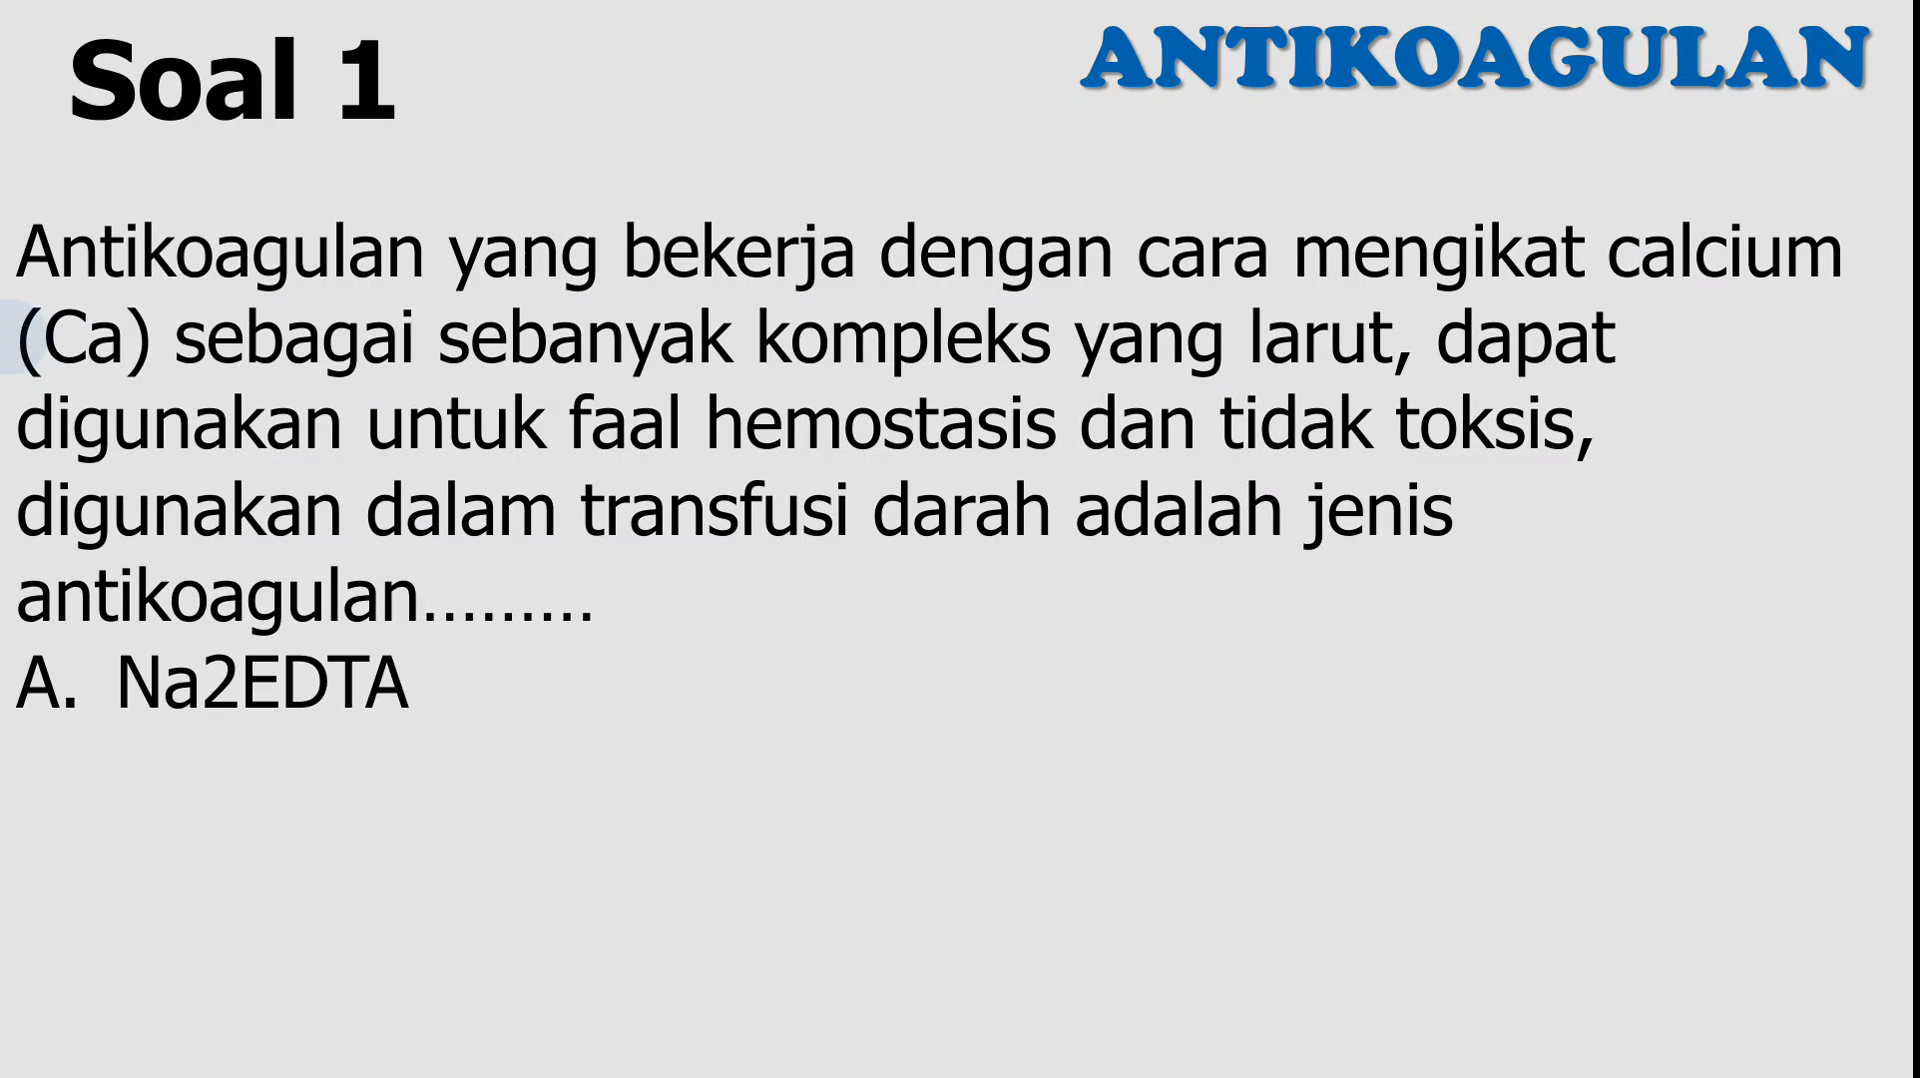 Soal 1
ANTIKOAGULAN
Antikoagulan yang bekerja dengan cara mengikat calcium
(Ca) sebagai sebanyak kompleks yang larut, dapat
digunakan untuk faal hemostasis dan tidak toksis,
digunakan dalam transfusi darah adalah jenis
antikoagulan.........
A. Na2EDTA